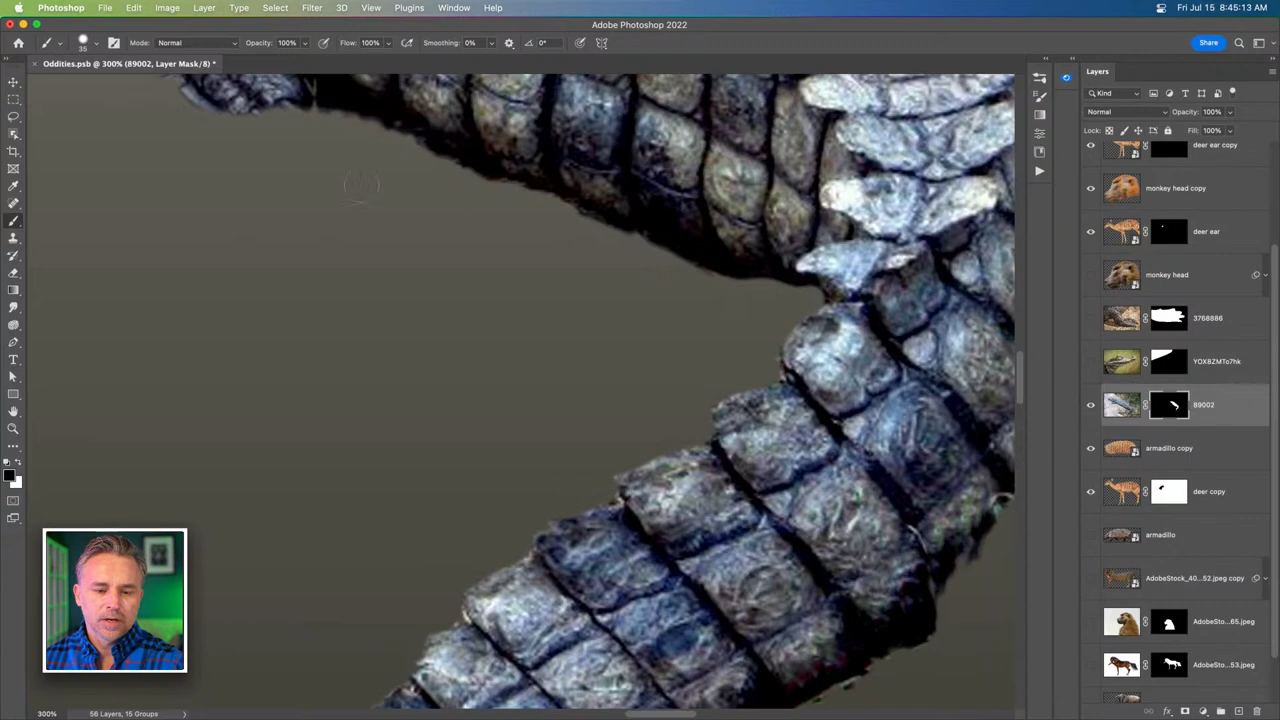 Photoshop File Edit Image Layer Type Select Filter 3D View Plugins Window Help Fri Jul 15 8:45:13 AM
Adobe Photoshop 2022
35 Mode: Normal Opacity: 100% Flow: 100% Smoothing: 0% 0° Share
Oddities.psb @ 300% (89002, Layer Mask/8) *
Layers
Kind
Normal Opacity: 100%
Lock: Fill: 100%
deer ear copy
monkey head copy
deer ear
monkey head
3768886
YOX8ZMTo7hk
89002
armadillo copy
deer copy
armadillo
AdobeStock_40...52.jpeg copy
AdobeSto...65.jpeg
AdobeSto...53.jpeg
300% 56 Layers, 15 Groups